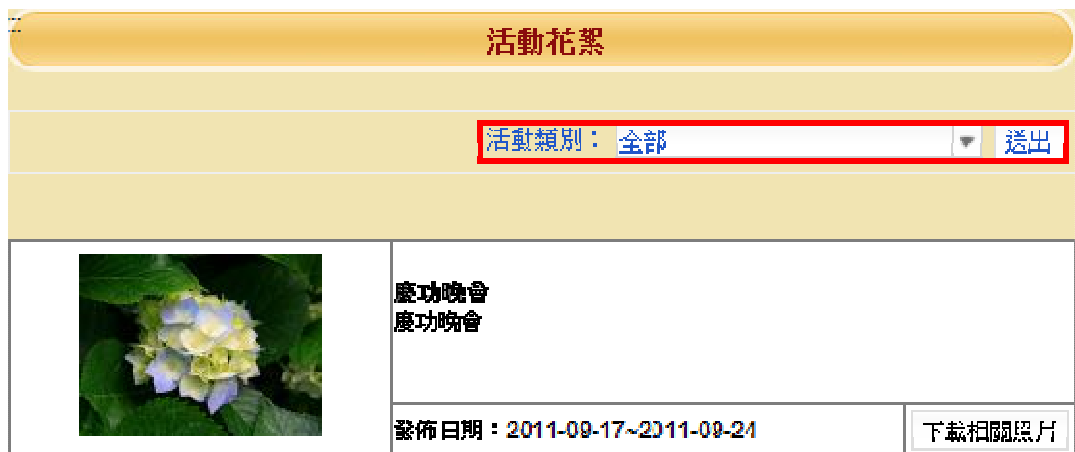 :::
活動花絮
活動類別： 全部 送出
慶功晚會
慶功晚會
發佈日期：2011-09-17~2011-09-24
下載相關照片